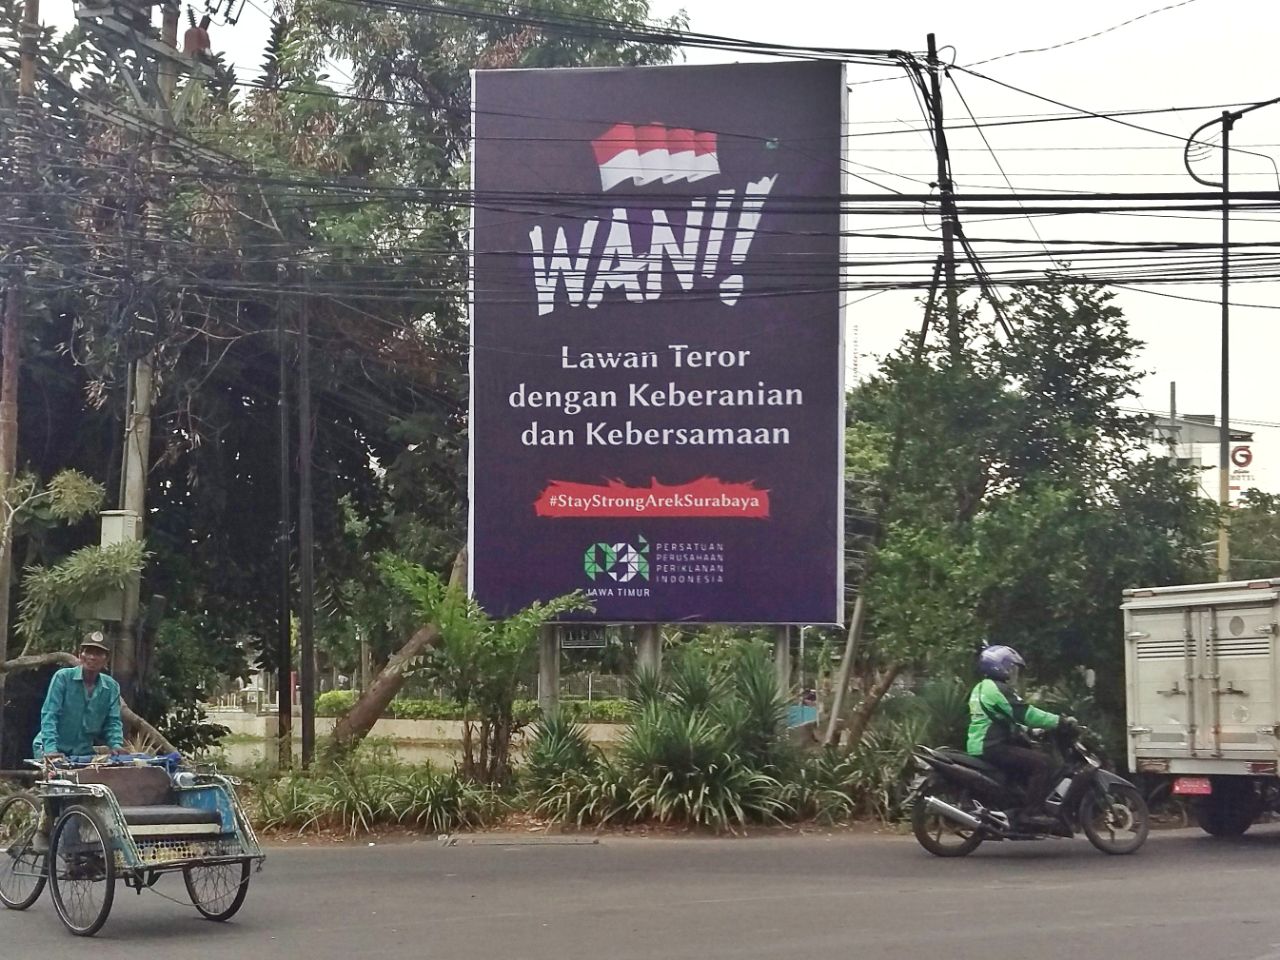 WANI!
Lawan Teror
dengan Keberanian
dan Kebersamaan
#StayStrongArekSurabaya
PERSATUAN
PERUSAHAAN
PERIKLANAN
INDONESIA
JAWA TIMUR